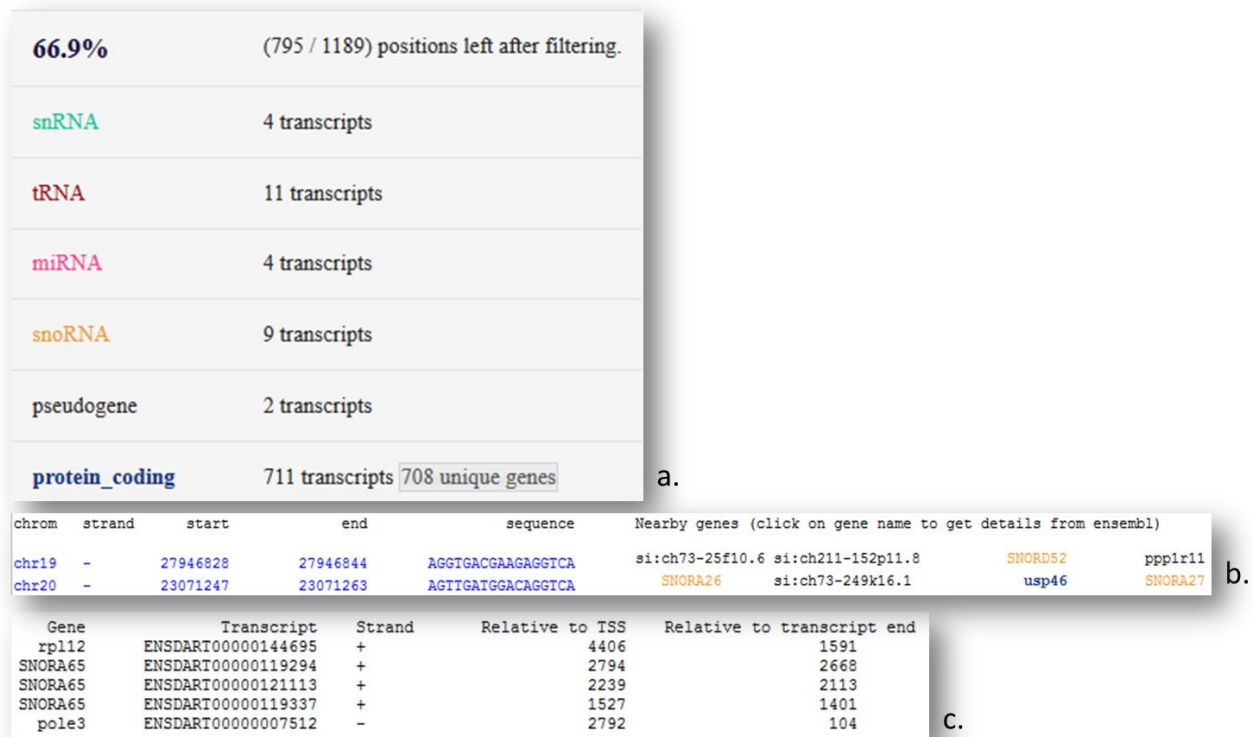 66.9% (795 / 1189) positions left after filtering.
snRNA 4 transcripts
tRNA 11 transcripts
miRNA 4 transcripts
snoRNA 9 transcripts
pseudogene 2 transcripts
protein_coding 711 transcripts 708 unique genes
a.
chrom strand start end sequence Nearby genes (click on gene name to get details from ensembl)
chr19 - 27946828 27946844 AGGTGACGAAGAGGTCA si:ch73-25f10.6 si:ch211-152p11.8 SNORD52 ppp1r11
chr20 - 23071247 23071263 AGTTGATGGACAGGTCA SNORA26 si:ch73-249k16.1 usp46 SNORA27
b.
Gene Transcript Strand Relative to TSS Relative to transcript end
rpl12 ENSDART00000144695 + 4406 1591
SNORA65 ENSDART00000119294 + 2794 2668
SNORA65 ENSDART00000121113 + 2239 2113
SNORA65 ENSDART00000119337 + 1527 1401
pole3 ENSDART00000007512 - 2792 104
c.